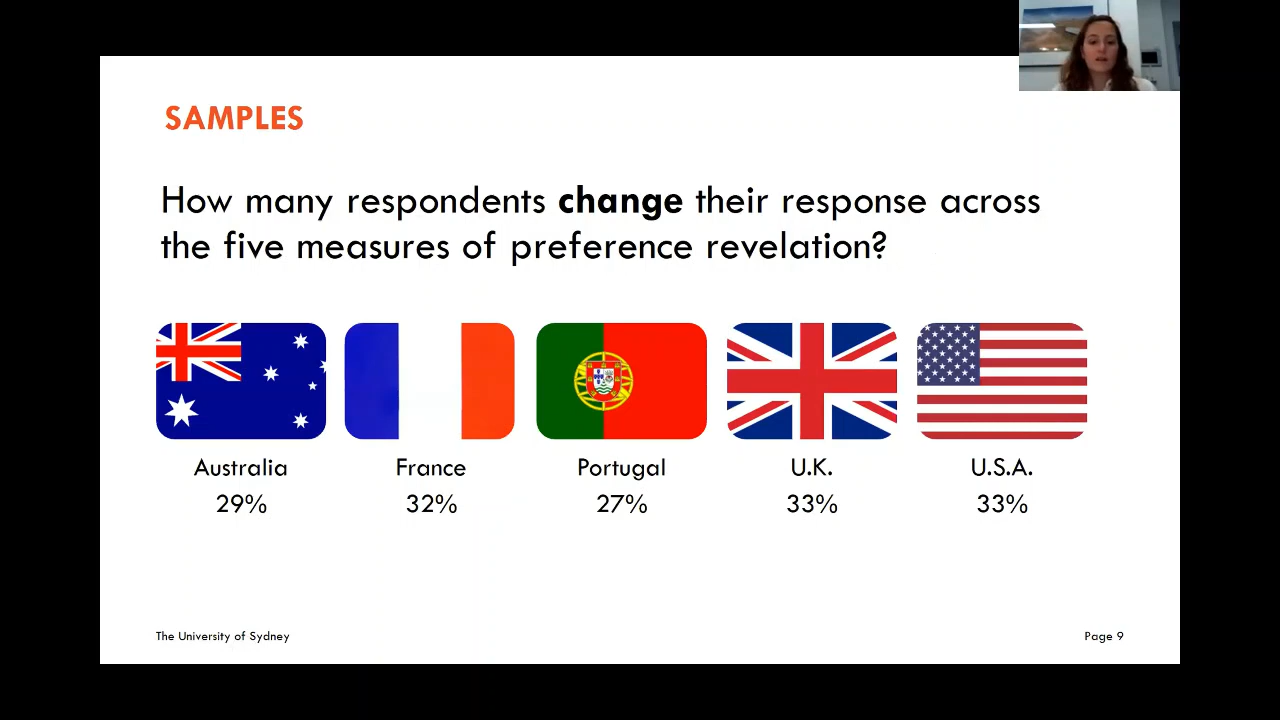 SAMPLES
How many respondents change their response across
the five measures of preference revelation?
Australia
29%
France
32%
Portugal
27%
U.K.
33%
U.S.A.
33%
The University of Sydney
Page 9